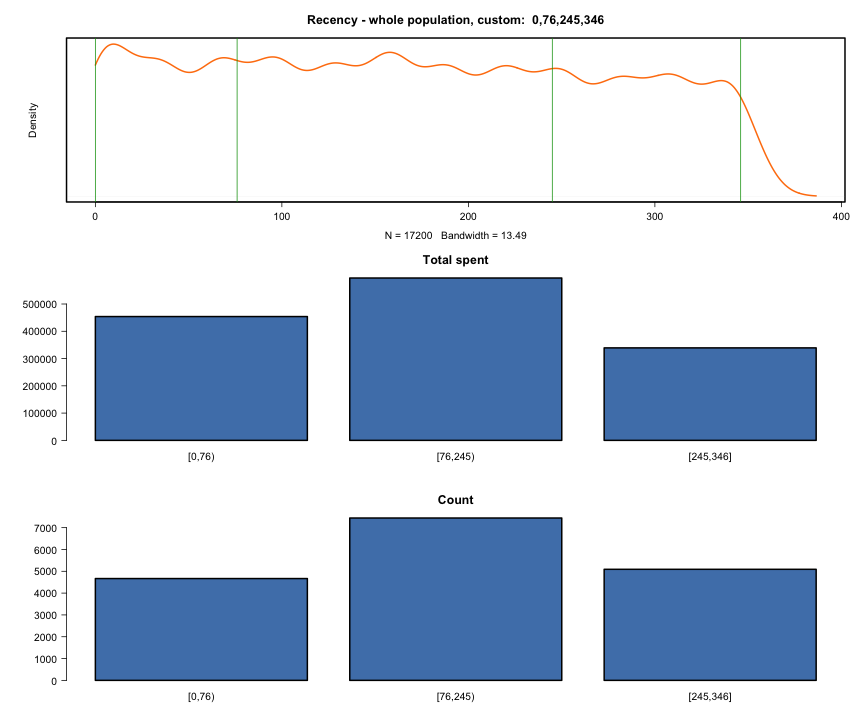 Recency - whole population, custom:  0,76,245,346
Density
0 100 200 300 400
N = 17200   Bandwidth = 13.49
Total spent
500000
400000
300000
200000
100000
0
[0,76) [76,245) [245,346]
Count
7000
6000
5000
4000
3000
2000
1000
0
[0,76) [76,245) [245,346]